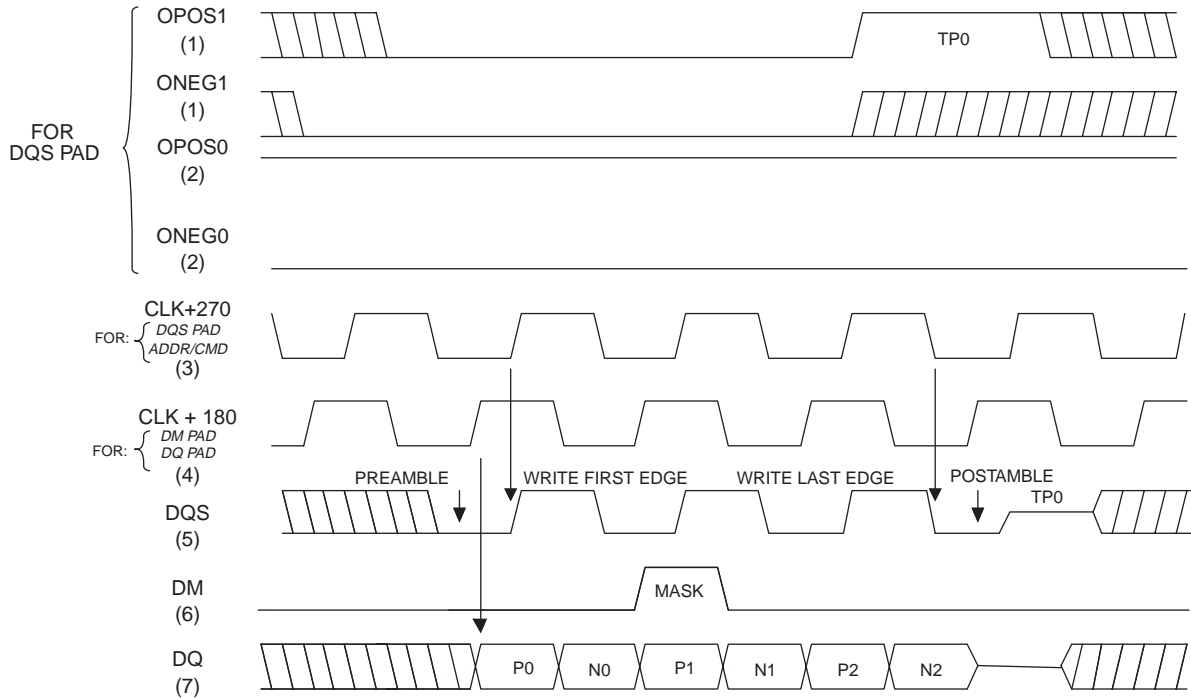 OPOS1
(1)
TP0
ONEG1
(1)
FOR
DQS PAD
OPOS0
(2)
ONEG0
(2)
CLK+270
FOR: DQS PAD
ADDR/CMD
(3)
CLK + 180
FOR: DM PAD
DQ PAD
(4)
PREAMBLE WRITE FIRST EDGE WRITE LAST EDGE POSTAMBLE
DQS TP0
(5)
DM MASK
(6)
DQ P0 N0 P1 N1 P2 N2
(7)